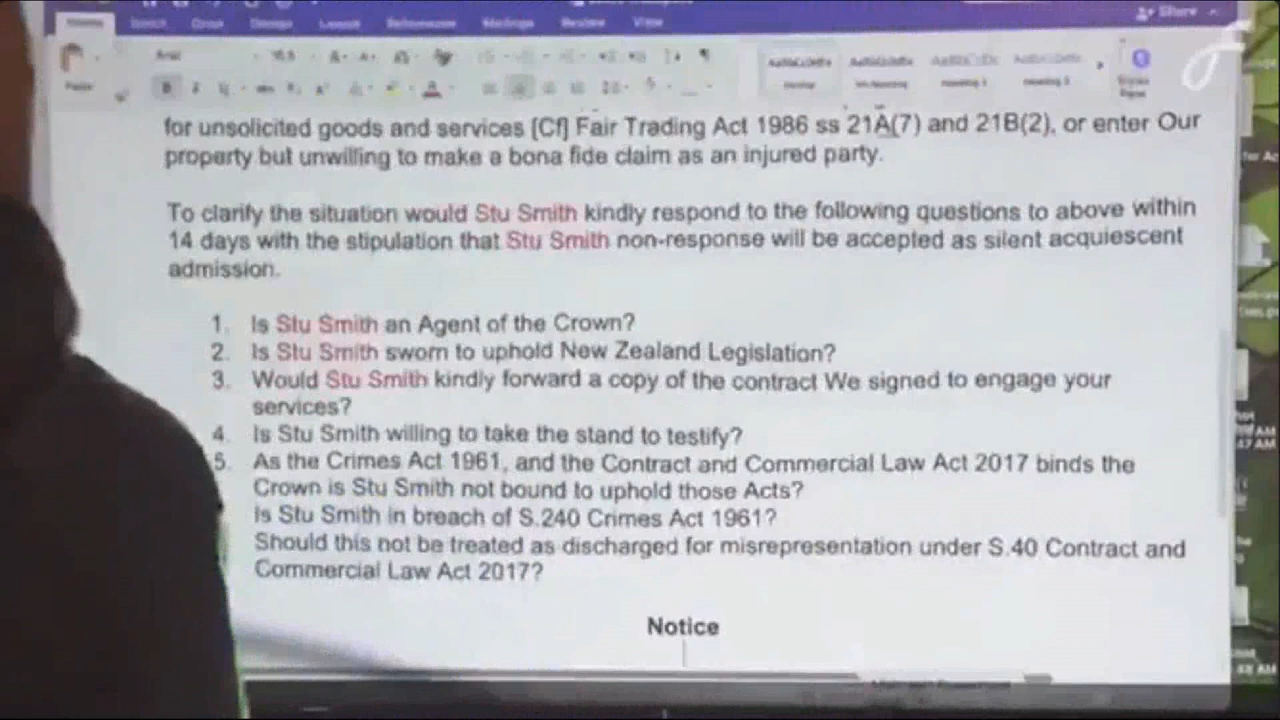 Share
for unsolicited goods and services [Cf] Fair Trading Act 1986 ss 21A(7) and 21B(2), or enter Our
property but unwilling to make a bona fide claim as an injured party.
To clarify the situation would Stu Smith kindly respond to the following questions to above within
14 days with the stipulation that Stu Smith non-response will be accepted as silent acquiescent
admission.
1. Is Stu Smith an Agent of the Crown?
2. Is Stu Smith sworn to uphold New Zealand Legislation?
3. Would Stu Smith kindly forward a copy of the contract We signed to engage your
services?
4. Is Stu Smith willing to take the stand to testify?
5. As the Crimes Act 1961, and the Contract and Commercial Law Act 2017 binds the
Crown is Stu Smith not bound to uphold those Acts?
Is Stu Smith in breach of S.240 Crimes Act 1961?
Should this not be treated as discharged for misrepresentation under S.40 Contract and
Commercial Law Act 2017?
Notice